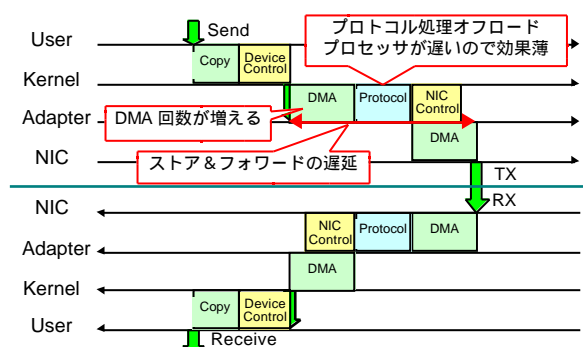 Send
プロトコル処理オフロード
プロセッサが遅いので効果薄
User
Copy
Device
Control
Kernel
DMA
Protocol
NIC
Control
DMA 回数が増える
Adapter
DMA
ストア＆フォワードの遅延
NIC
TX
RX
NIC
NIC
Control
Protocol
DMA
Adapter
DMA
Kernel
Copy
Device
Control
User
Receive